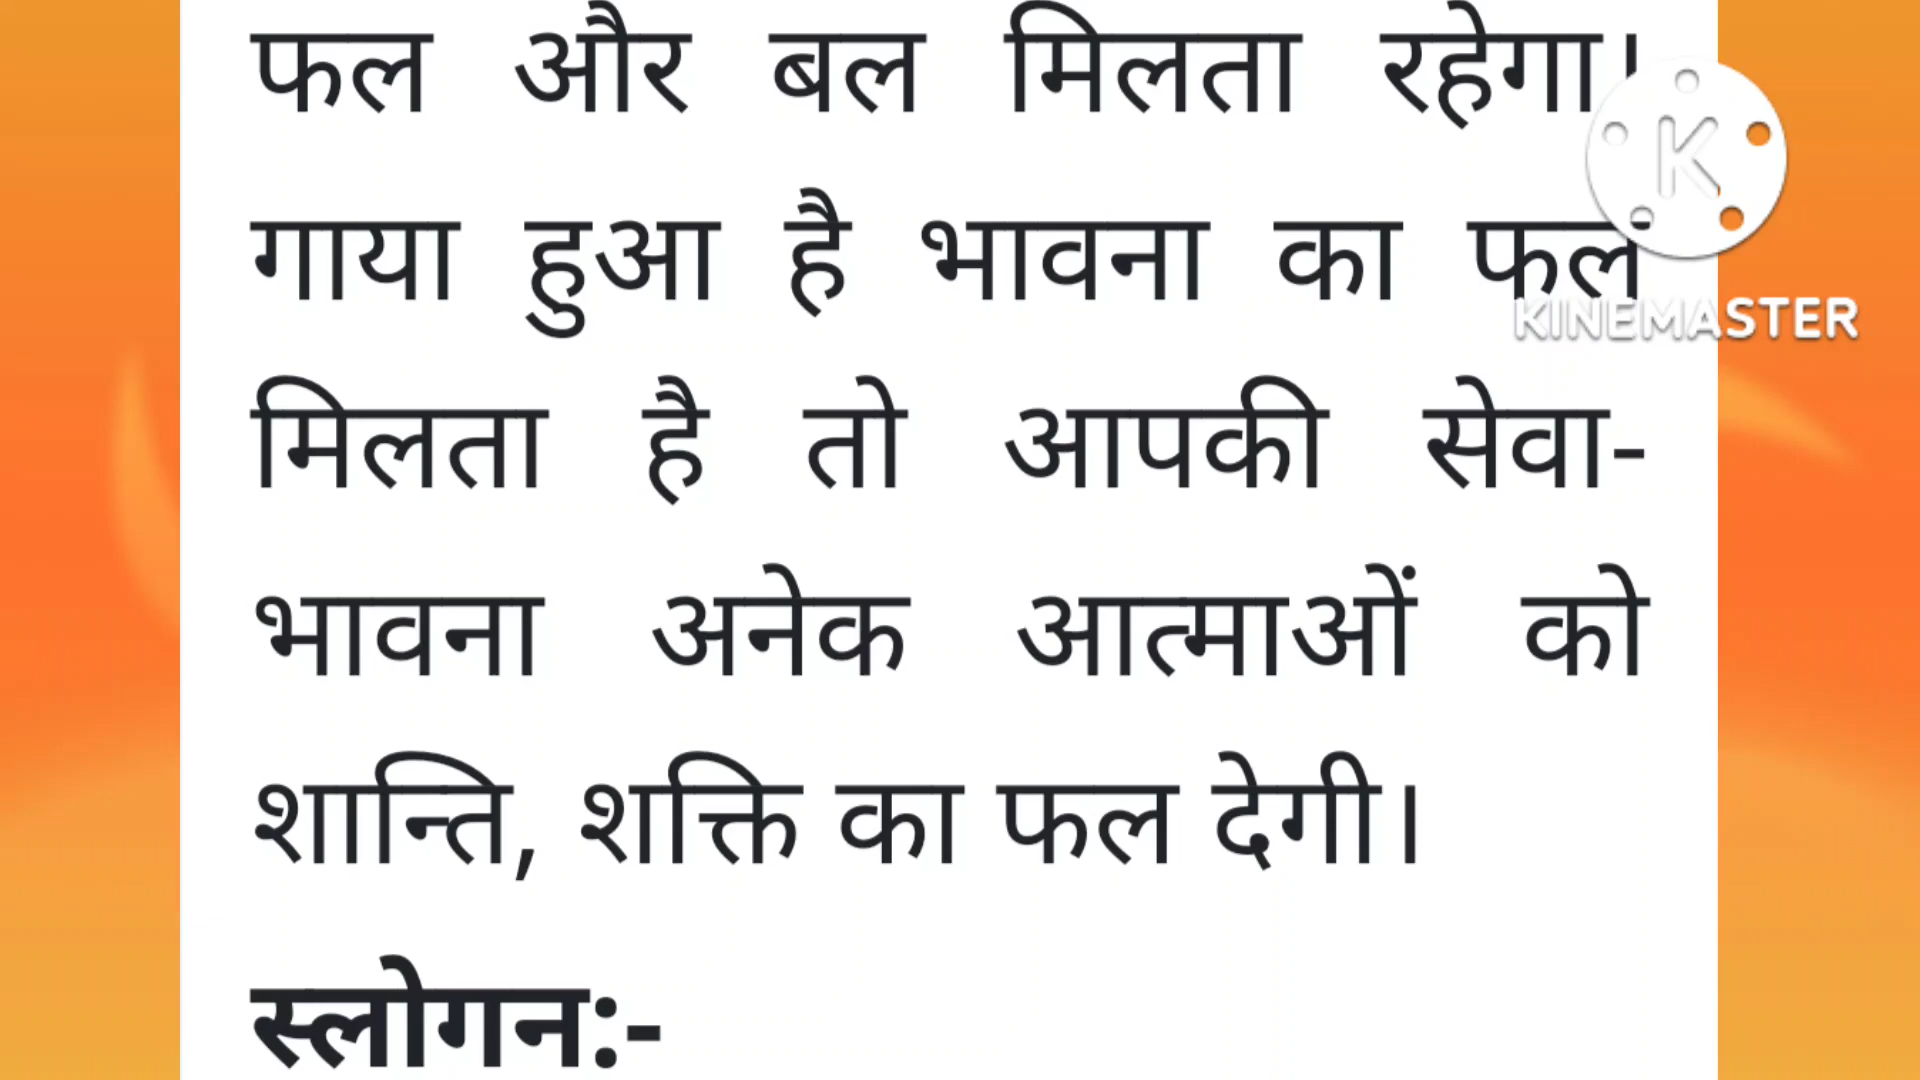 फल और बल मिलता रहेगा।
गाया हुआ है भावना का फल
मिलता है तो आपकी सेवा-
भावना अनेक आत्माओं को
शान्ति, शक्ति का फल देगी।
स्लोगन:-
K
KINEMASTER